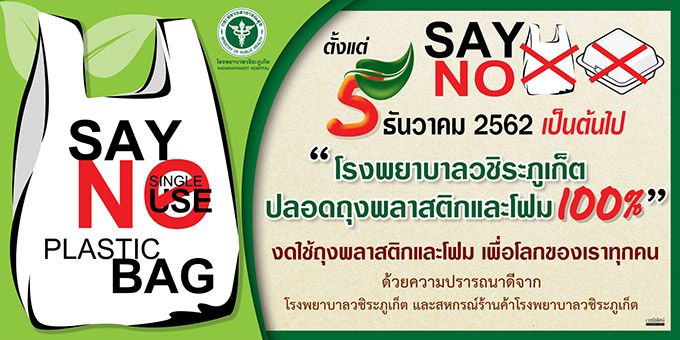 SAY
NO
SINGLE
USE
PLASTIC
BAG
โรงพยาบาลวชิระภูเก็ต
VACHIRAPHUKET HOSPITAL
ตั้งแต่
SAY
NO
5 ธันวาคม 2562 เป็นต้นไป
“โรงพยาบาลวชิระภูเก็ต
ปลอดถุงพลาสติกและโฟม 100%”
งดใช้ถุงพลาสติกและโฟม เพื่อโลกของเราทุกคน
ด้วยความปรารถนาดีจาก
โรงพยาบาลวชิระภูเก็ต และสหกรณ์ร้านค้าโรงพยาบาลวชิระภูเก็ต